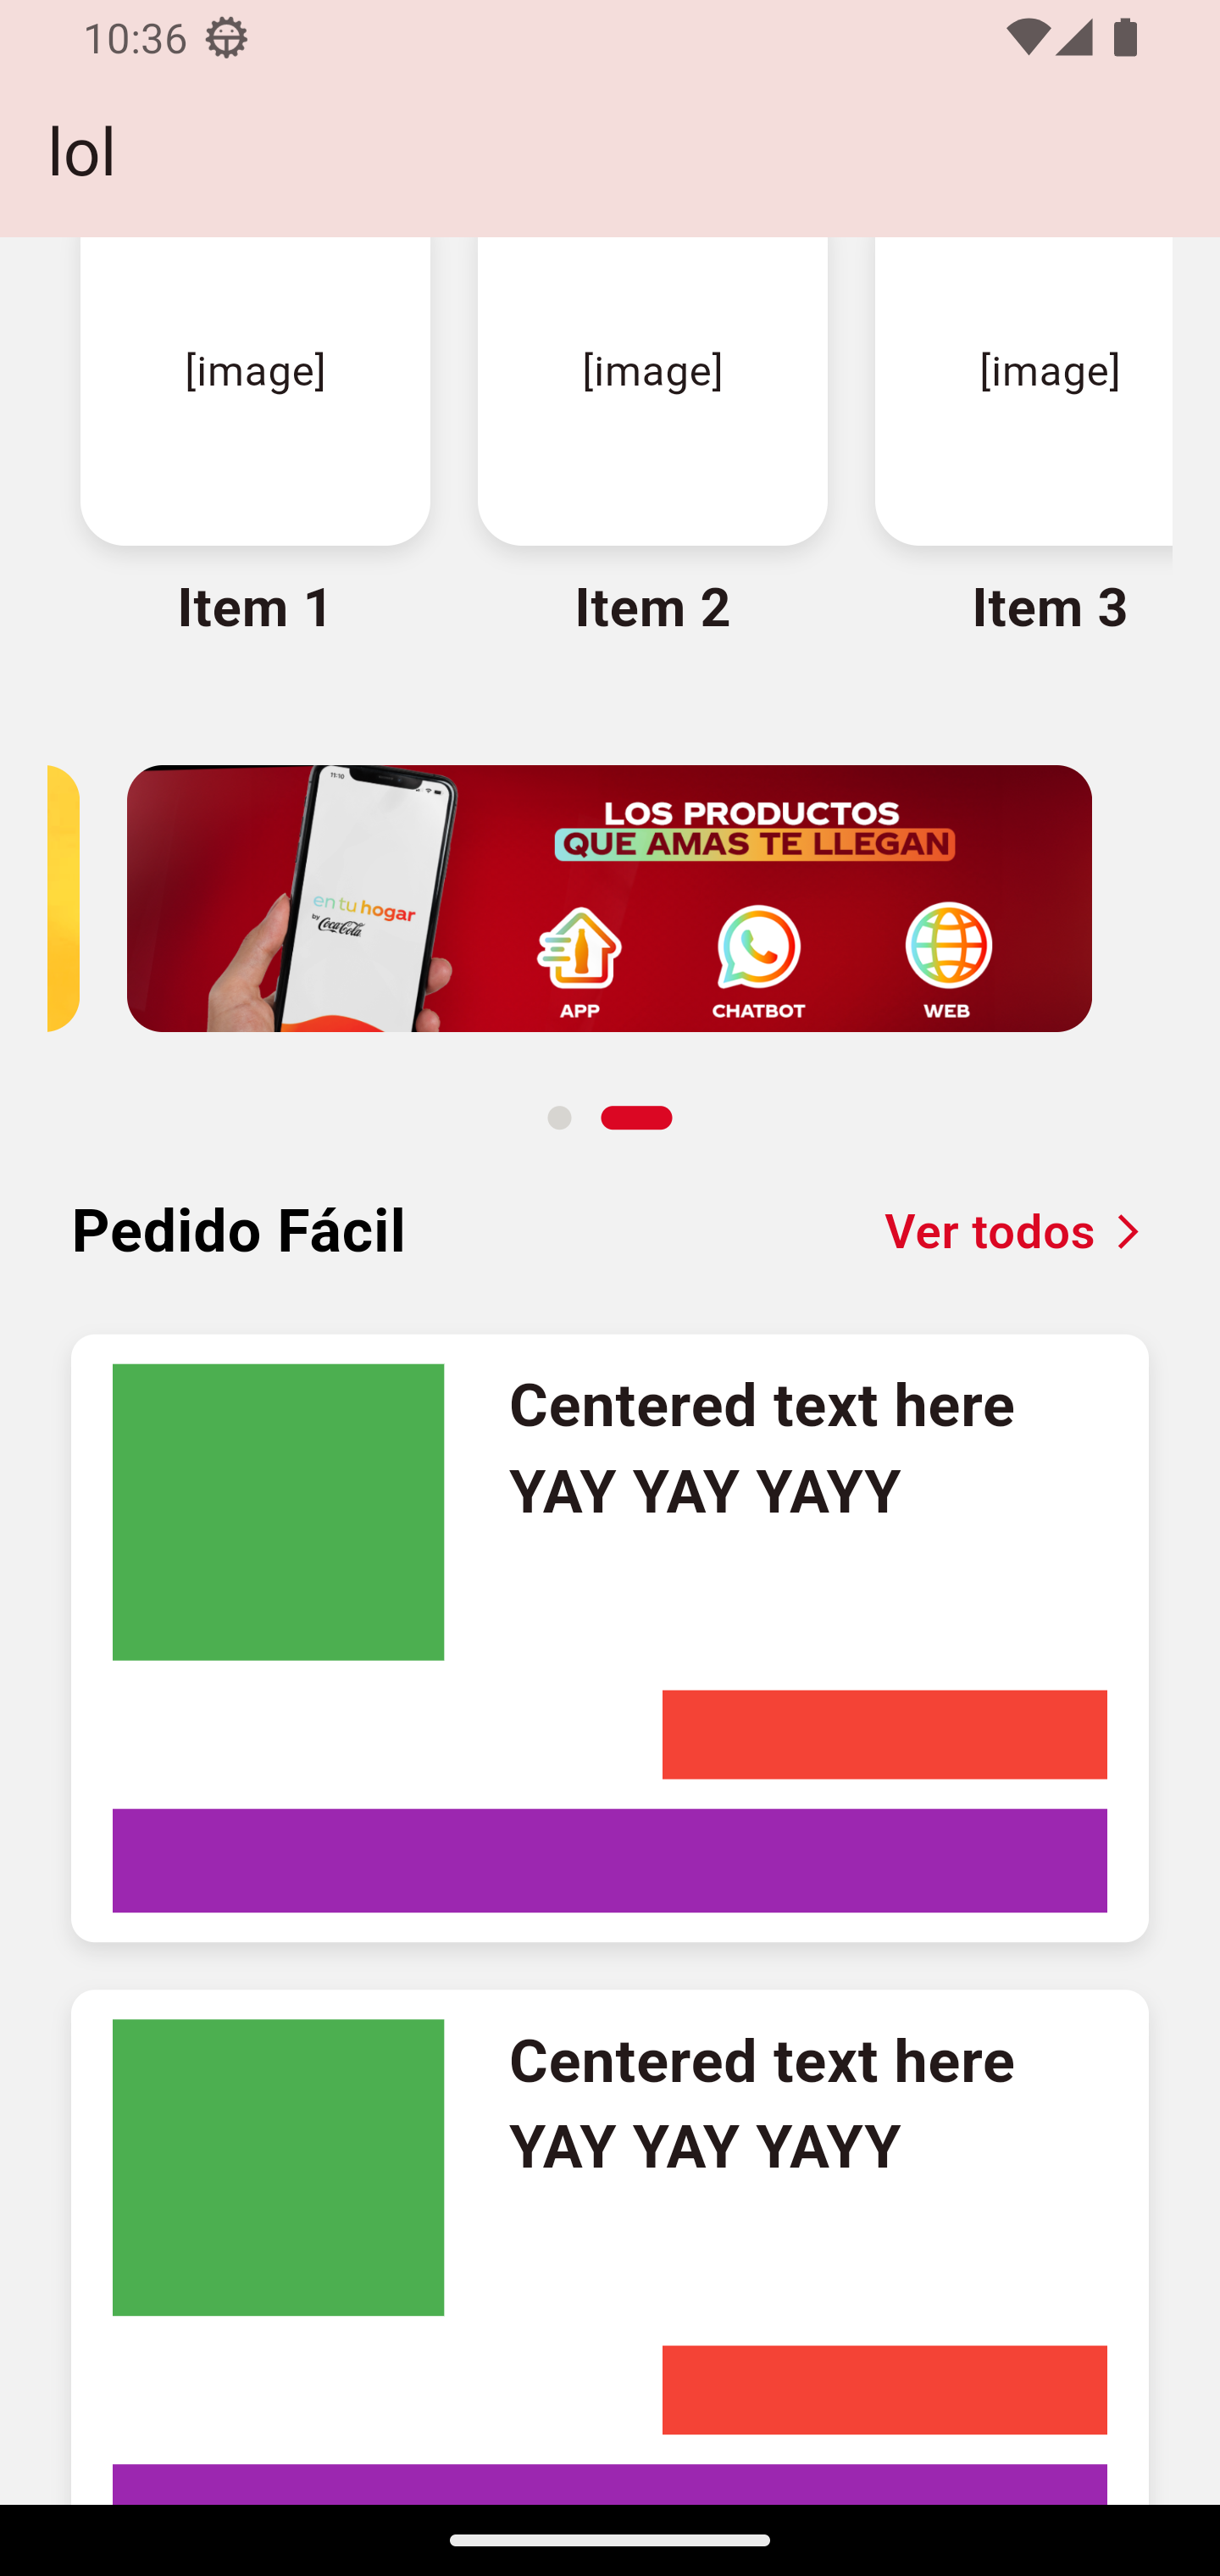 10:36
lol
[image] [image] [image]
Item 1 Item 2 Item 3
11:10
en tu hogar
by Coca-Cola
LOS PRODUCTOS
QUE AMAS TE LLEGAN
APP CHATBOT WEB
Pedido Fácil Ver todos
Centered text here
YAY YAY YAYY
Centered text here
YAY YAY YAYY